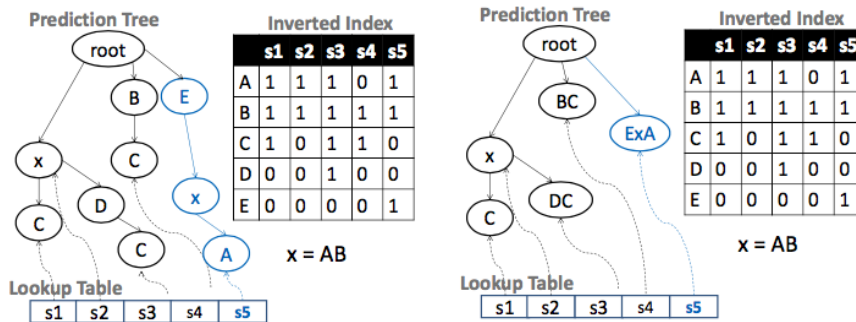 Prediction Tree
Inverted Index
root
s1 s2 s3 s4 s5
A 1 1 1 0 1
B 1 1 1 1 1
C 1 0 1 1 0
D 0 0 1 0 0
E 0 0 0 0 1
B
E
C
x
D
x
C
C
A
x = AB
Lookup Table
s1 s2 s3 s4 s5
Prediction Tree
Inverted Index
root
s1 s2 s3 s4 s5
A 1 1 1 0 1
B 1 1 1 1 1
C 1 0 1 1 0
D 0 0 1 0 0
E 0 0 0 0 1
BC
ExA
x
DC
C
x = AB
Lookup Table
s1 s2 s3 s4 s5